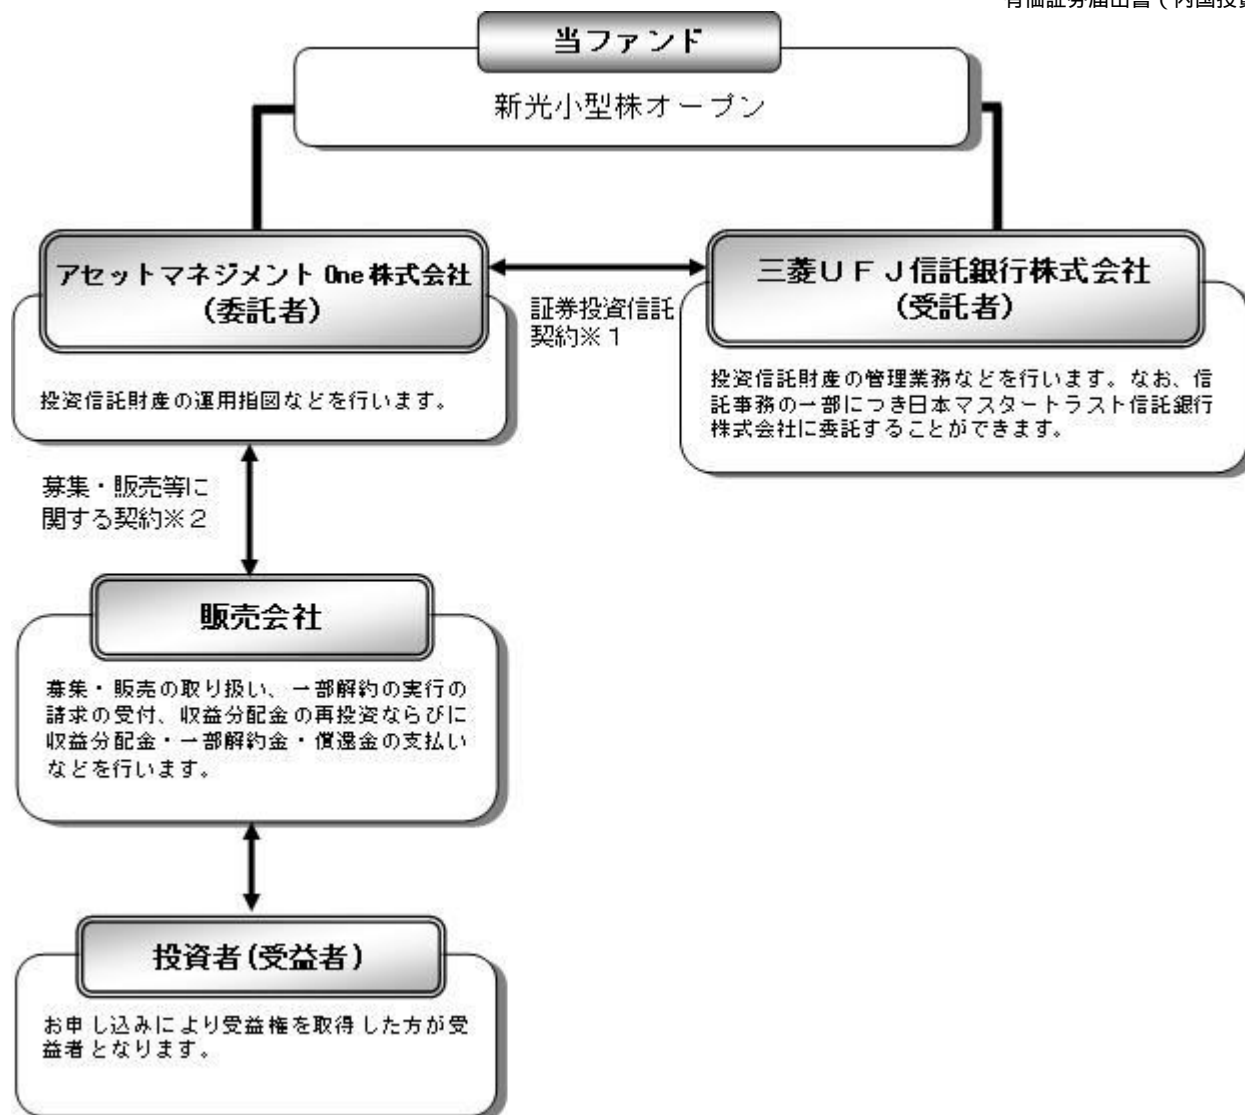 当ファンド
新光小型株オープン
アセットマネジメント One 株式会社
(委託者)
投資信託財産の運用指図などを行います。
証券投資信託
契約※１
三菱ＵＦＪ信託銀行株式会社
(受託者)
投資信託財産の管理業務などを行います。なお、信
託事務の一部につき日本マスタートラスト信託銀行
株式会社に委託することができます。
募集・販売等に
関する契約※２
販売会社
募集・販売の取り扱い、一部解約の実行の
請求の受付、収益分配金の再投資ならびに
収益分配金・一部解約金・償還金の支払い
などを行います。
投資者(受益者)
お申し込みにより受益権を取得した方が受
益者となります。